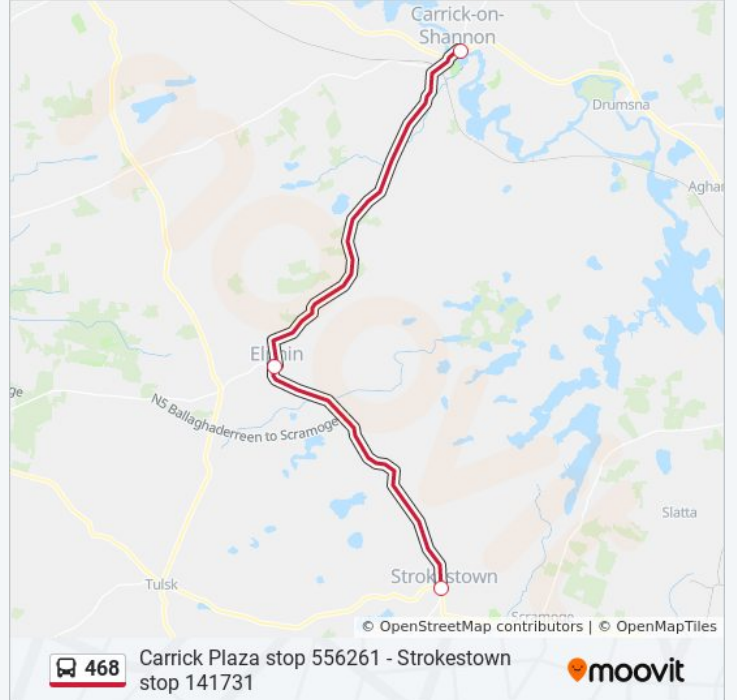 Carrick-on-
Shannon
Drumsna
Aghar
Elphin
ge
N5 Ballaghaderreen to Scramoge
Slatta
Strokestown
Tulsk
Scramoge
© OpenStreetMap contributors | © OpenMapTiles
468
Carrick Plaza stop 556261 - Strokestown
stop 141731
moovit